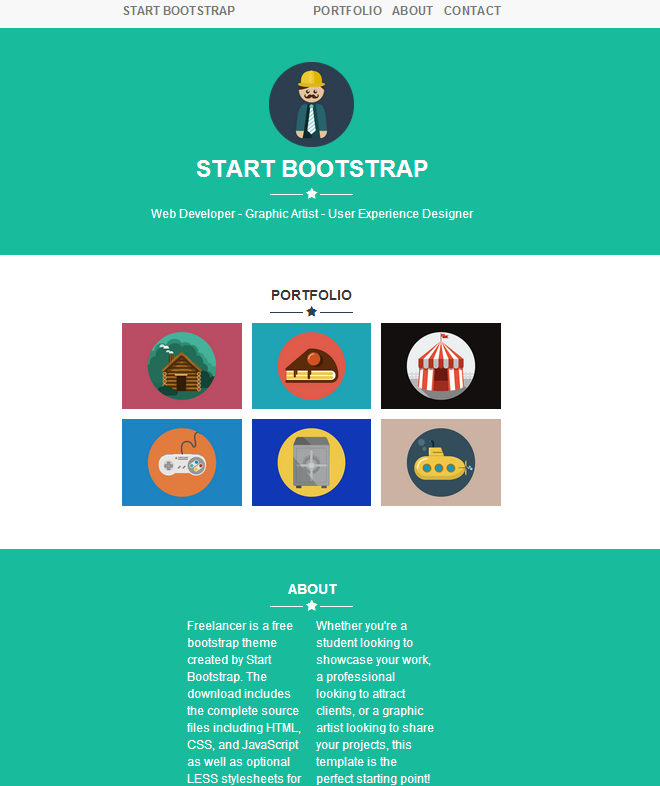 START BOOTSTRAP PORTFOLIO ABOUT CONTACT
START BOOTSTRAP
Web Developer - Graphic Artist - User Experience Designer
PORTFOLIO
ABOUT
Freelancer is a free
bootstrap theme
created by Start
Bootstrap. The
download includes
the complete source
files including HTML,
CSS, and JavaScript
as well as optional
LESS stylesheets for
Whether you're a
student looking to
showcase your work,
a professional
looking to attract
clients, or a graphic
artist looking to share
your projects, this
template is the
perfect starting point!